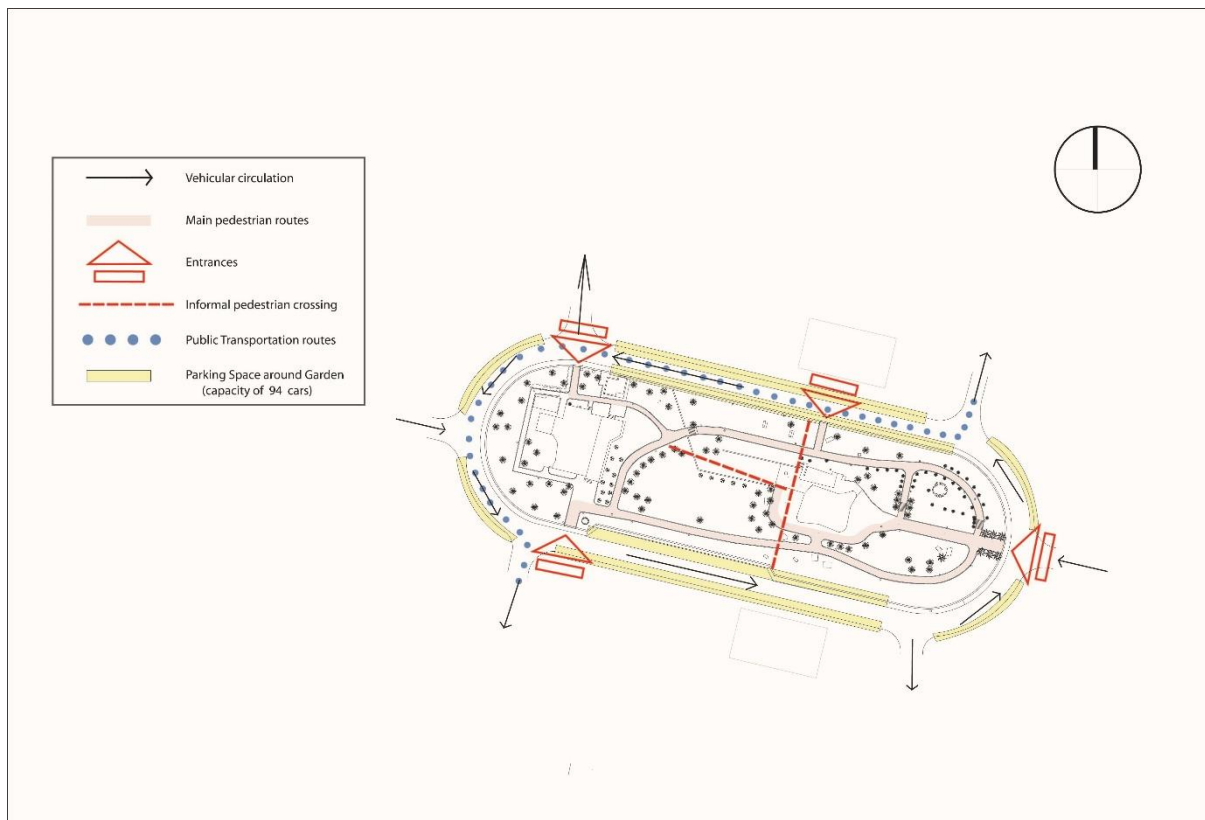 Vehicular circulation
Main pedestrian routes
Entrances
Informal pedestrian crossing
Public Transportation routes
Parking Space around Garden
(capacity of 94 cars)